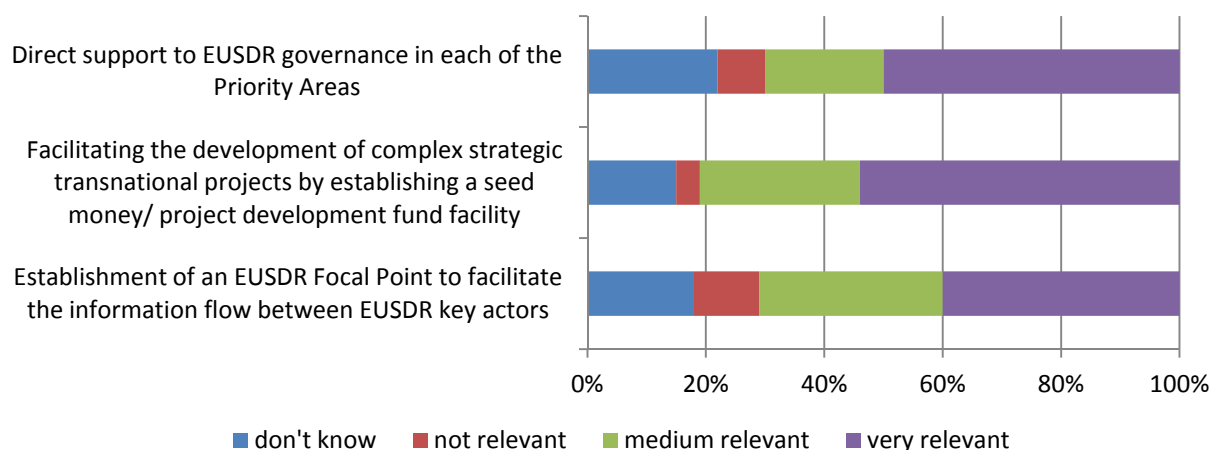 Direct support to EUSDR governance in each of the
Priority Areas
Facilitating the development of complex strategic
transnational projects by establishing a seed
money/ project development fund facility
Establishment of an EUSDR Focal Point to facilitate
the information flow between EUSDR key actors
0% 20% 40% 60% 80% 100%
don't know not relevant medium relevant very relevant